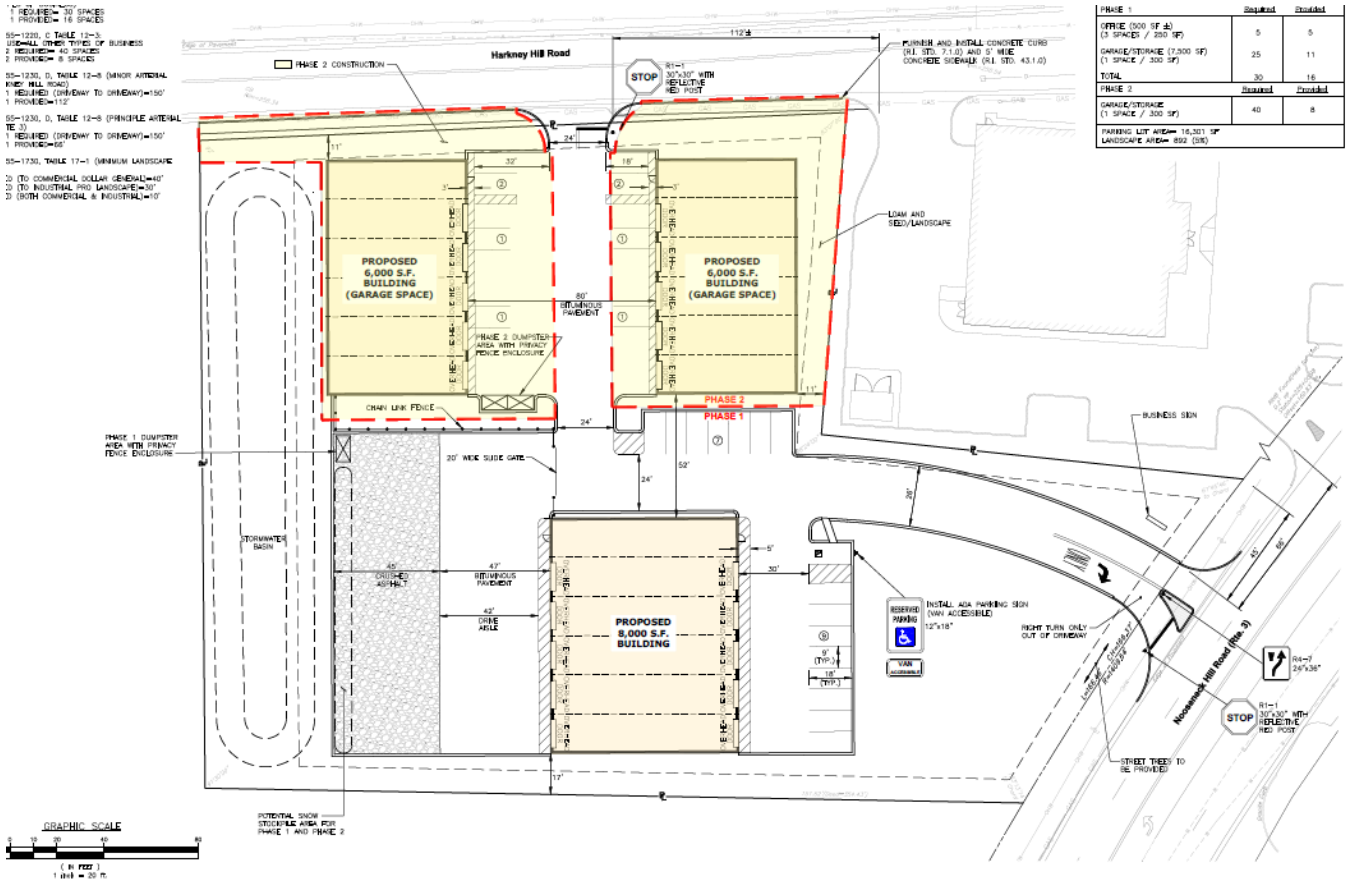 1 REQUIRED= 30 SPACES
1 PROVIDED= 16 SPACES
55-1220, C TABLE 12-3:
USE=ALL OTHER TYPES OF BUSINESS
2 REQUIRED= 40 SPACES
2 PROVIDED= 8 SPACES
55-1230, D, TABLE 12-8 (MINOR ARTERIAL
KNEY HILL ROAD)
1 REQUIRED (DRIVEWAY TO DRIVEWAY)=150'
1 PROVIDED=112'
55-1230, D, TABLE 12-8 (PRINCIPLE ARTERIAL
TE 3)
1 REQUIRED (DRIVEWAY TO DRIVEWAY)=150'
1 PROVIDED=66'
55-1730, TABLE 17-1 (MINIMUM LANDSCAPE
D (TO COMMERCIAL DOLLAR GENERAL)=40'
D (TO INDUSTRIAL PRO LANDSCAPE)=30'
D (BOTH COMMERCIAL & INDUSTRIAL)=10'
PHASE 2 CONSTRUCTION
Harkney Hill Road
112'±
STOP
R1-1
30"x30" WITH
REFLECTIVE
RED POST
FURNISH AND INSTALL CONCRETE CURB
(R.I. STD. 7.1.0) AND 5' WIDE
CONCRETE SIDEWALK (R.I. STD. 43.1.0)
PHASE 1 Required Provided
OFFICE (500 SF ±)
(3 SPACES / 250 SF) 5 5
GARAGE/STORAGE (7,500 SF)
(1 SPACE / 300 SF) 25 11
TOTAL 30 16
PHASE 2 Required Provided
GARAGE/STORAGE
(1 SPACE / 300 SF) 40 8
PARKING LOT AREA= 16,301 SF
LANDSCAPE AREA= 892 (5%)
11'
32'
24'
18'
3'
2
2
3'
LOAM AND
SEED/LANDSCAPE
1
1
PROPOSED
6,000 S.F.
BUILDING
(GARAGE SPACE)
PROPOSED
6,000 S.F.
BUILDING
(GARAGE SPACE)
80'
BITUMINOUS
PAVEMENT
1
1
PHASE 2 DUMPSTER
AREA WITH PRIVACY
FENCE ENCLOSURE
11'
PHASE 2
PHASE 1
CHAIN LINK FENCE
24'
7
BUSINESS SIGN
PHASE 1 DUMPSTER
AREA WITH PRIVACY
FENCE ENCLOSURE
20' WIDE SLIDE GATE
24'
52'
26'
STORMWATER
BASIN
45'
66'
45'
CRUSHED
ASPHALT
47'
BITUMINOUS
PAVEMENT
42'
DRIVE
AISLE
5'
30'
PROPOSED
8,000 S.F.
BUILDING
RESERVED
PARKING
VAN
ACCESSIBLE
INSTALL ADA PARKING SIGN
(VAN ACCESSIBLE)
12"x18"
9'
(TYP.)
18'
(TYP.)
RIGHT TURN ONLY
OUT OF DRIVEWAY
Nooseneck Hill Road (Rte. 3)
R4-7
24"x36"
STOP
R1-1
30"x30" WITH
REFLECTIVE
RED POST
STREET TREES TO
BE PROVIDED
17'
POTENTIAL SNOW
STOCKPILE AREA FOR
PHASE 1 AND PHASE 2
GRAPHIC SCALE
0 10 20 40 80
( IN FEET )
1 inch = 20 ft.